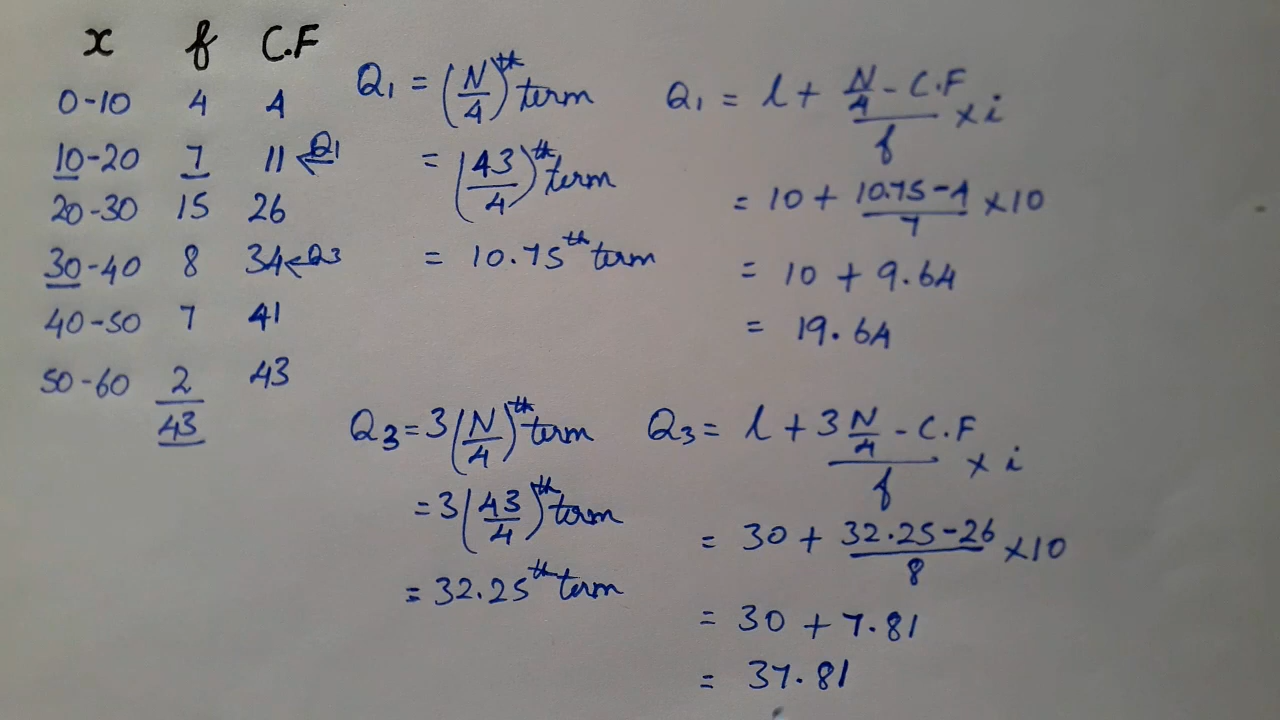 x f C.F
0-10 4 4
10-20 7 11 ← Q₁
20-30 15 26
30-40 8 34 ← Q3
40-50 7 41
50-60 2 43
43
Q₁ = (N/4)th term
= (43/4)th term
= 10.75th term
Q₁ = l + (N/4 - C.F)/f × i
= 10 + (10.75-4)/7 × 10
= 10 + 9.64
= 19.64
Q₃ = 3(N/4)th term
= 3(43/4)th term
= 32.25th term
Q₃ = l + (3 N/4 - C.F)/f × i
= 30 + (32.25-26)/8 × 10
= 30 + 7.81
= 37.81